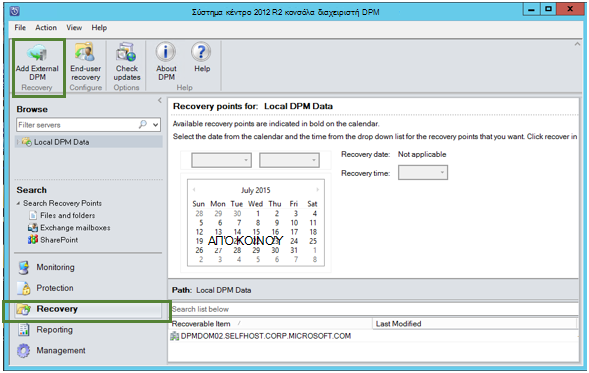 Σύστημα κέντρο 2012 R2 κονσόλα διαχειριστή DPM
File Action View Help
Add External DPM
End-user recovery
Check updates
About DPM
Help
Recovery
Configure
Options
Help
Browse
Filter servers
Local DPM Data
Search
Search Recovery Points
Files and folders
Exchange mailboxes
SharePoint
Monitoring
Protection
Recovery
Reporting
Management
Recovery points for: Local DPM Data
Available recovery points are indicated in bold on the calendar.
Select the date from the calendar and the time from the drop down list for the recovery points that you want. Click recover in
Recovery date: Not applicable
Recovery time:
July 2015
Sun Mon Tue Wed Thu Fri Sat
28 29 30 1 2 3 4
5 6 7 8 9 10 11
12 13 14 15 16 17 18
19 24 25
ΑΠΌ ΚΟΙΝΟΎ
26 27 28 29 30 31 1
2 3 4 5 6 7 8
Path: Local DPM Data
Search list below
Recoverable Item Last Modified
DPMDOM02.SELFHOST.CORP.MICROSOFT.COM